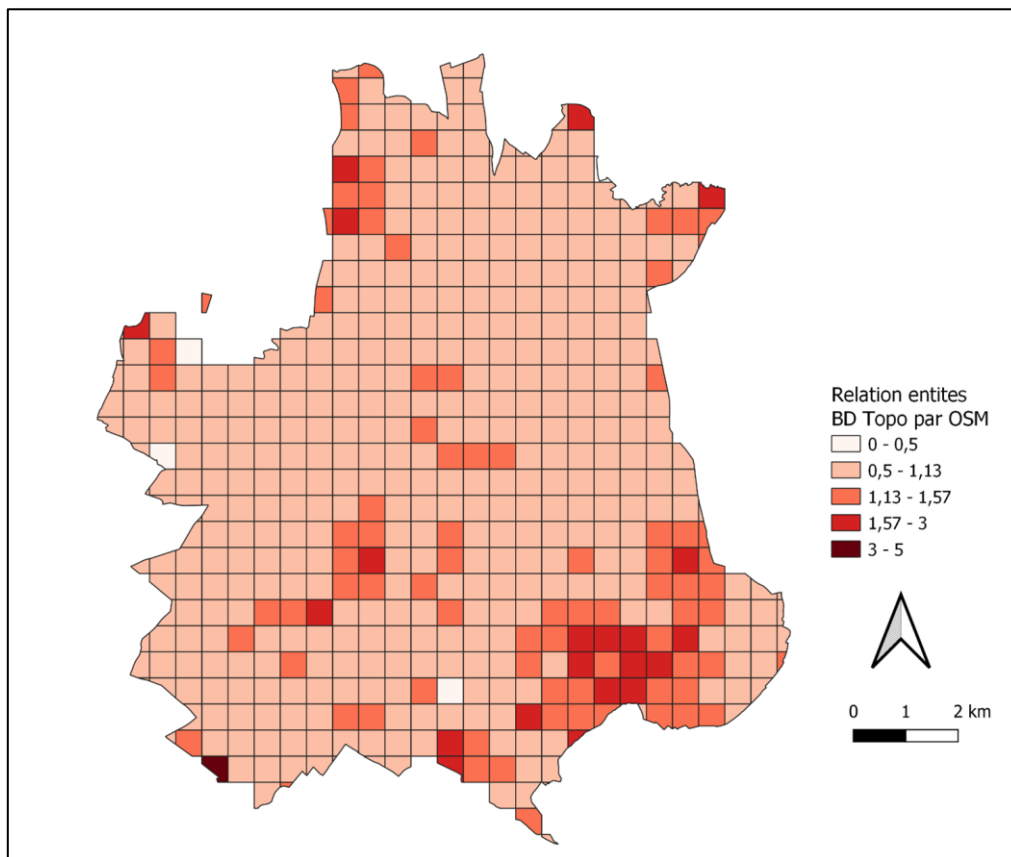 Relation entites
BD Topo par OSM
0 - 0,5
0,5 - 1,13
1,13 - 1,57
1,57 - 3
3 - 5
0 1 2 km